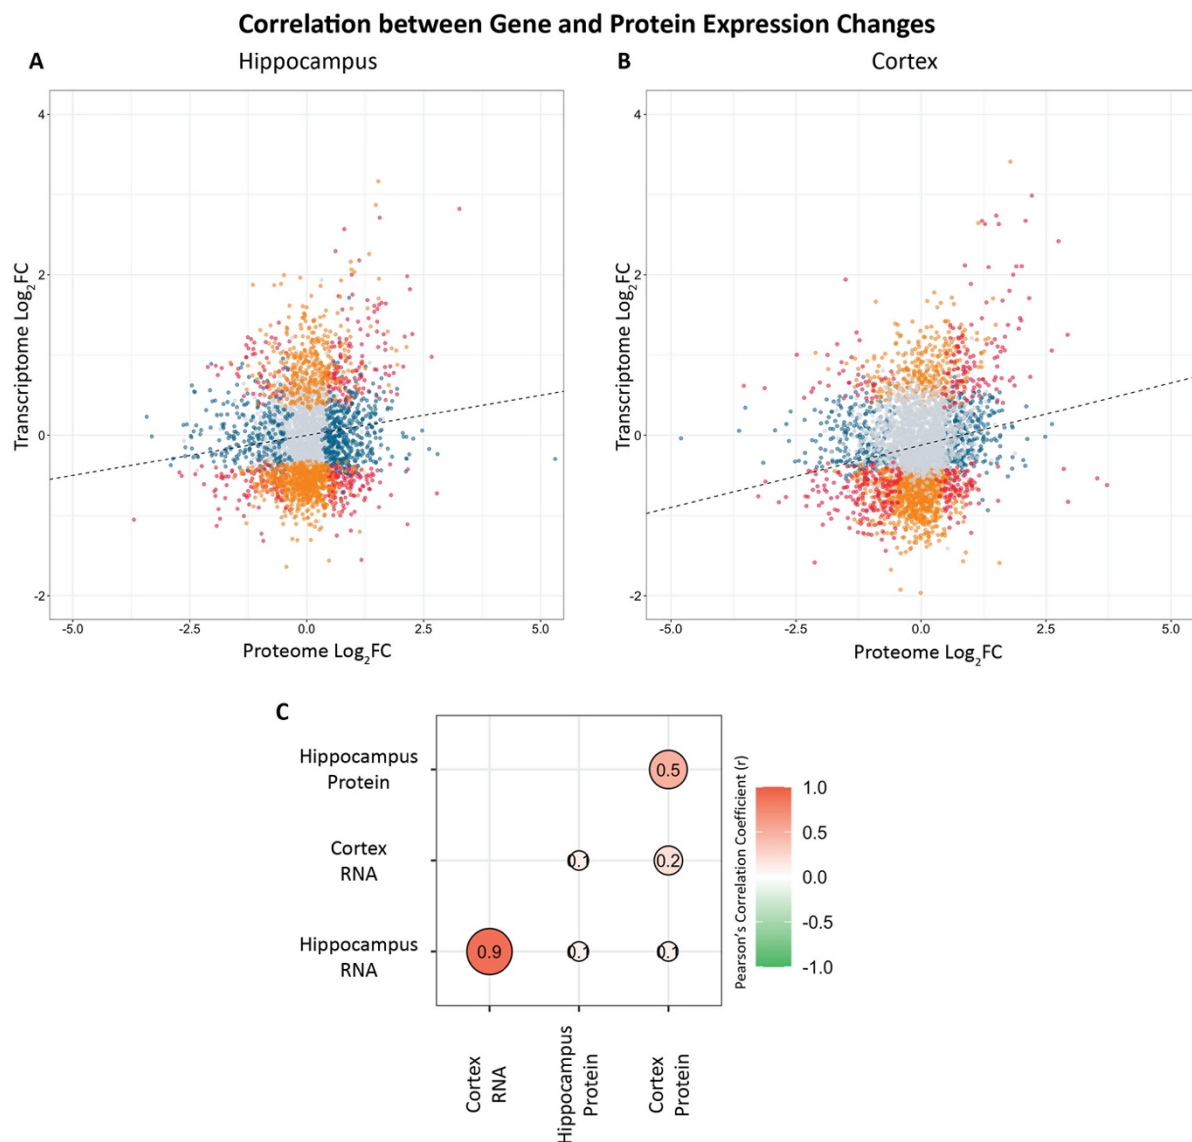 Correlation between Gene and Protein Expression Changes
A
Hippocampus
B
Cortex
4
2
0
-2
Transcriptome Log₂FC
-5.0
-2.5
0.0
2.5
5.0
Proteome Log₂FC
4
2
0
-2
Transcriptome Log₂FC
-5.0
-2.5
0.0
2.5
5.0
Proteome Log₂FC
C
Hippocampus
Protein
Cortex
RNA
Hippocampus
RNA
0.5
0.1
0.2
0.9
0.1
0.1
Cortex
RNA
Hippocampus
Protein
Cortex
Protein
Pearson's Correlation Coefficient (r)
1.0
0.5
0.0
-0.5
-1.0